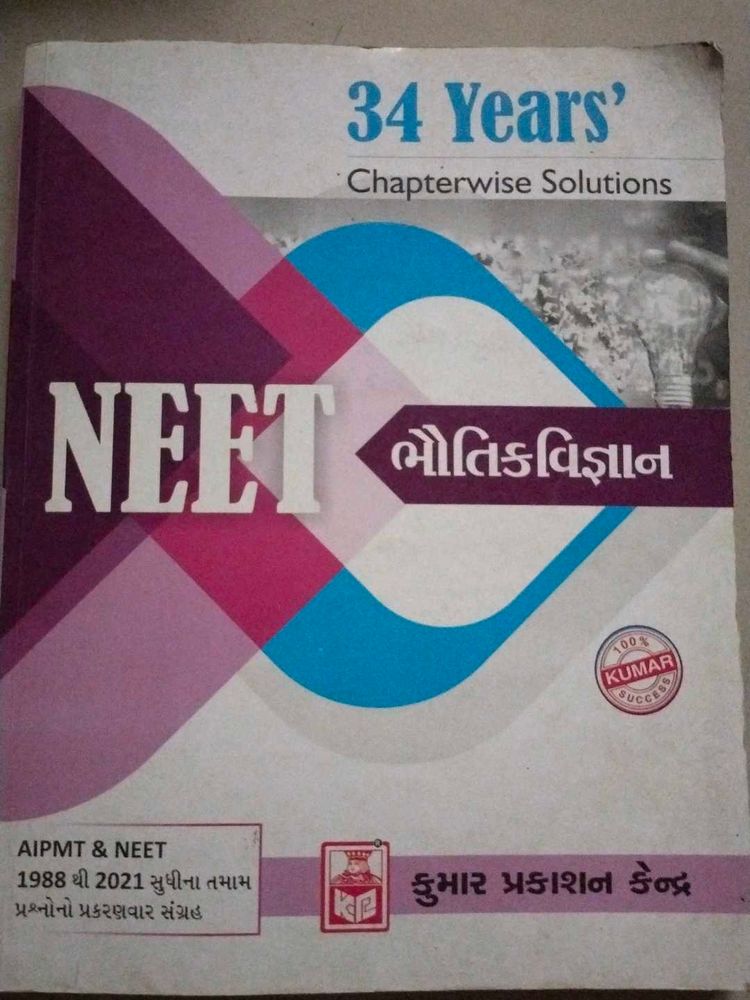 34 Years’
Chapterwise Solutions
NEET
ભૌતિકવિજ્ઞાન
100%
KUMAR
SUCCESS
AIPMT & NEET
1988 થી 2021 સુધીના તમામ
પ્રશ્નોનો પ્રકરણવાર સંગ્રહ
®
કુમાર પ્રકાશન કેન્દ્ર